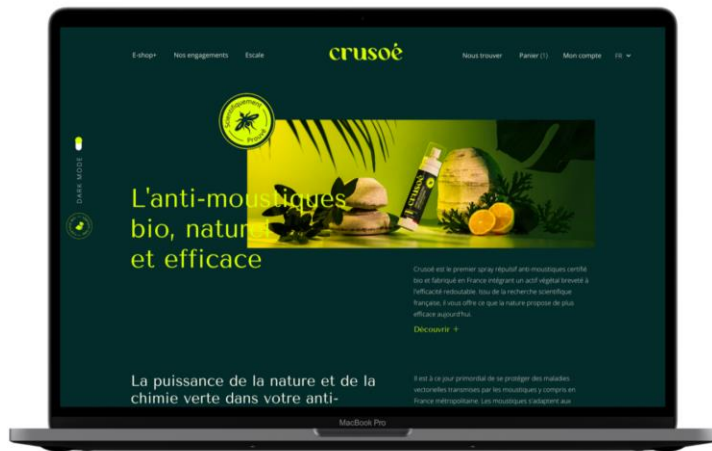 E-shop+ Nos engagements Escale
crusoé
Nous trouver Panier (1) Mon compte FR
Scientifiquement
Prouvé
DARK MODE
L'anti-moustiques
bio, naturel
et efficace
crusoé
Crusoé est le premier spray répulsif anti-moustiques certifié
bio et fabriqué en France intégrant un actif végétal breveté à
l'efficacité redoutable. Issu de la recherche scientifique
française, il vous offre ce que la nature propose de plus
efficace aujourd'hui.
Découvrir +
La puissance de la nature et de la
chimie verte dans votre anti-
Il est à ce jour primordial de se protéger des maladies
vectorielles transmises par les moustiques y compris en
France métropolitaine. Les moustiques s'adaptent aux
MacBook Pro